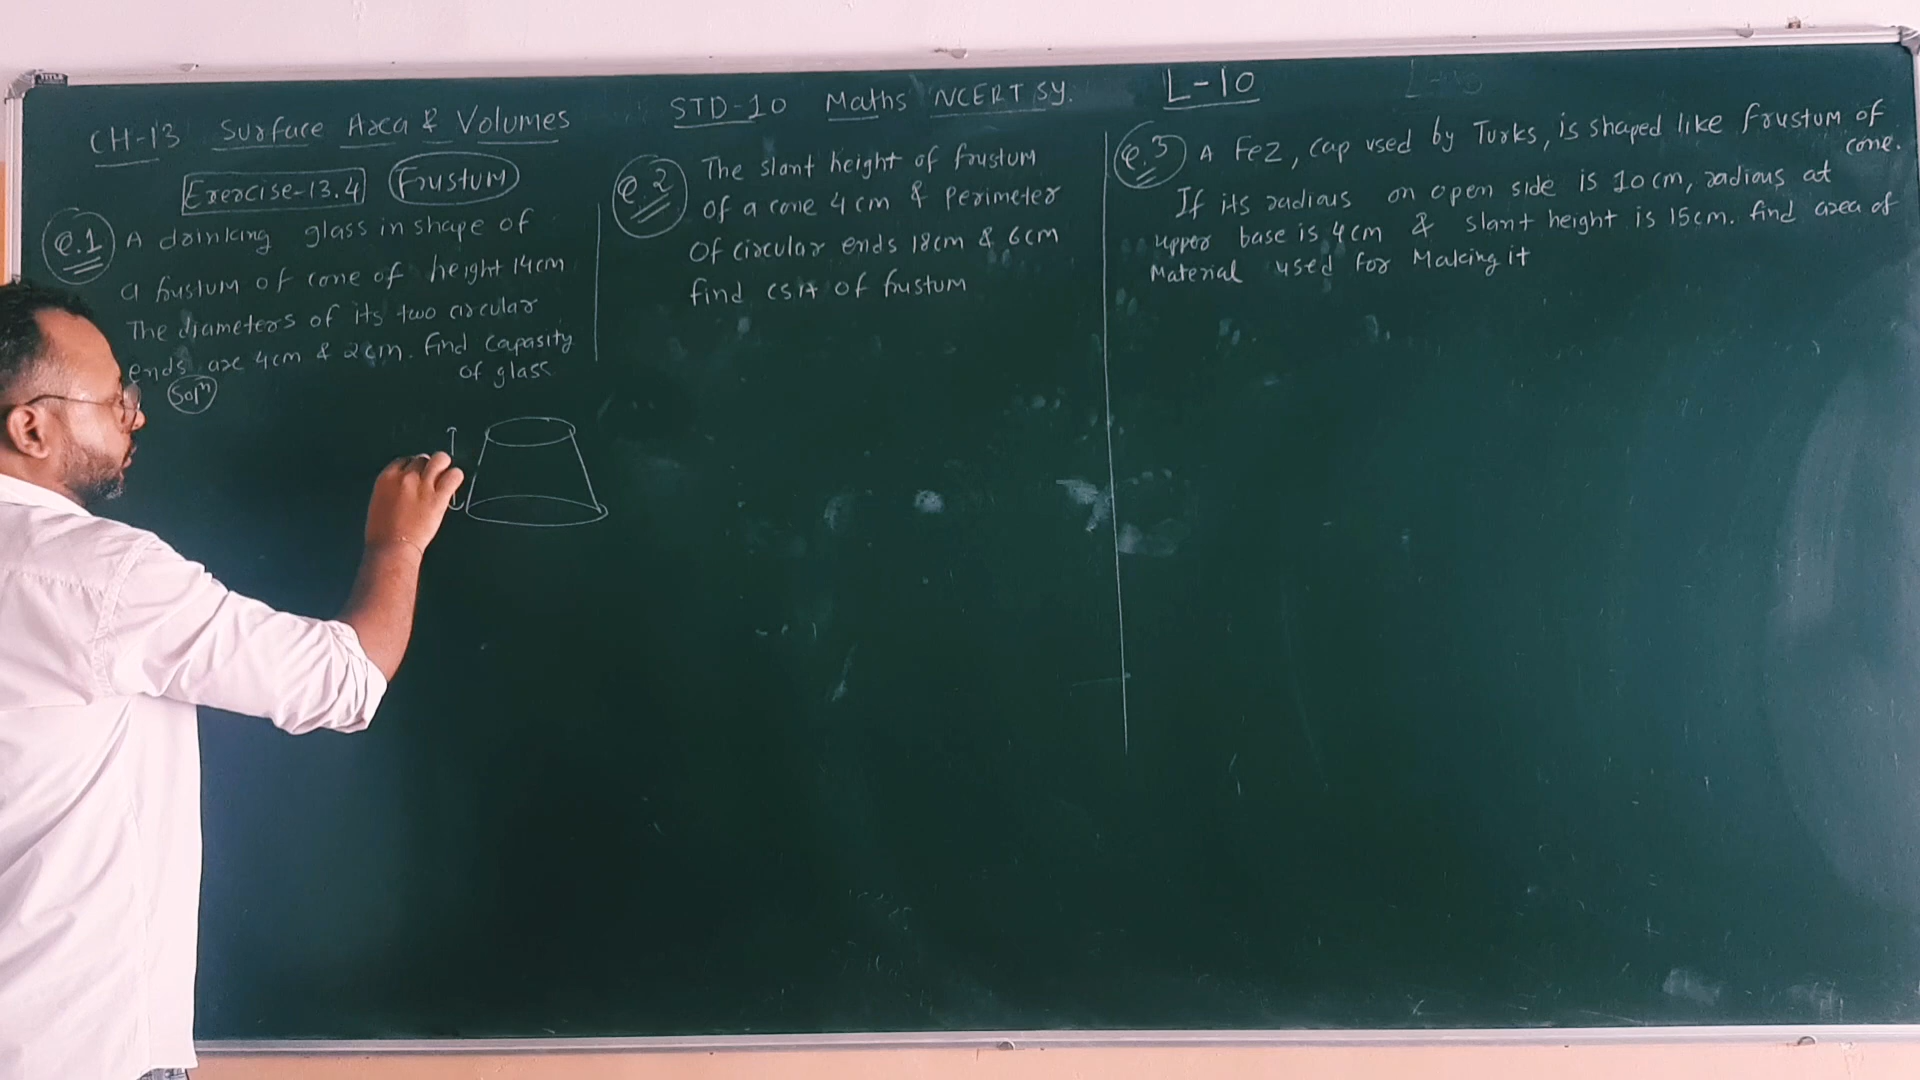 STD-10 Maths NCERT Sy. L-10
CH-13 Surface Area & Volumes
Exercise-13.4 Frustum
Q.1 A drinking glass in shape of
a frustum of cone of height 14cm
The diameters of its two circular
ends are 4cm & 2cm. find capasity
of glass
Solⁿ
Q.2 The slant height of frustum
of a cone 4cm & perimeter
of circular ends 18cm & 6cm
find CSA of frustum
Q.3 A Fez, cap used by Turks, is shaped like frustum of
cone.
If its radious on open side is 10cm, radious at
upper base is 4cm & slant height is 15cm. find area of
Material used for Making it